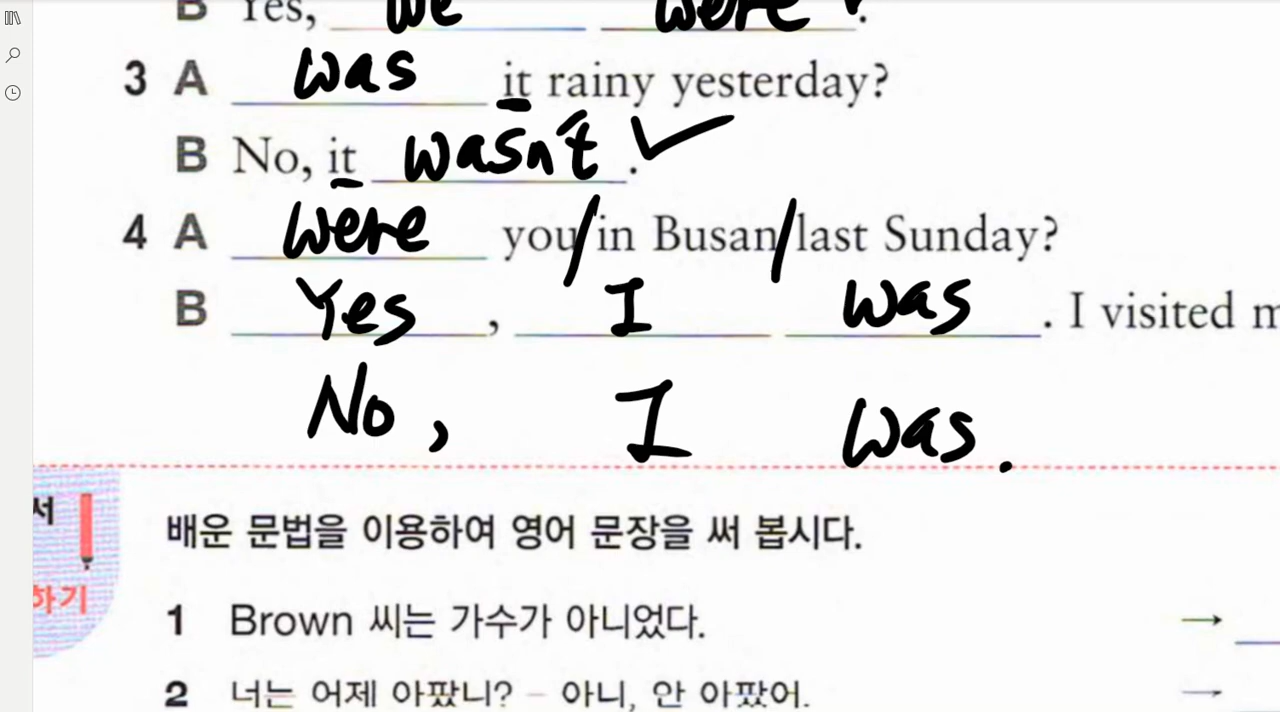 B Yes, we were.
3 A was it rainy yesterday?
B No, it wasn't.
4 A were you/in Busan/last Sunday?
B Yes, I was. I visited
No, I was.
배운 문법을 이용하여 영어 문장을 써 봅시다.
하기
1 Brown 씨는 가수가 아니었다. →
2 너는 어제 아팠니? – 아니, 안 아팠어. →